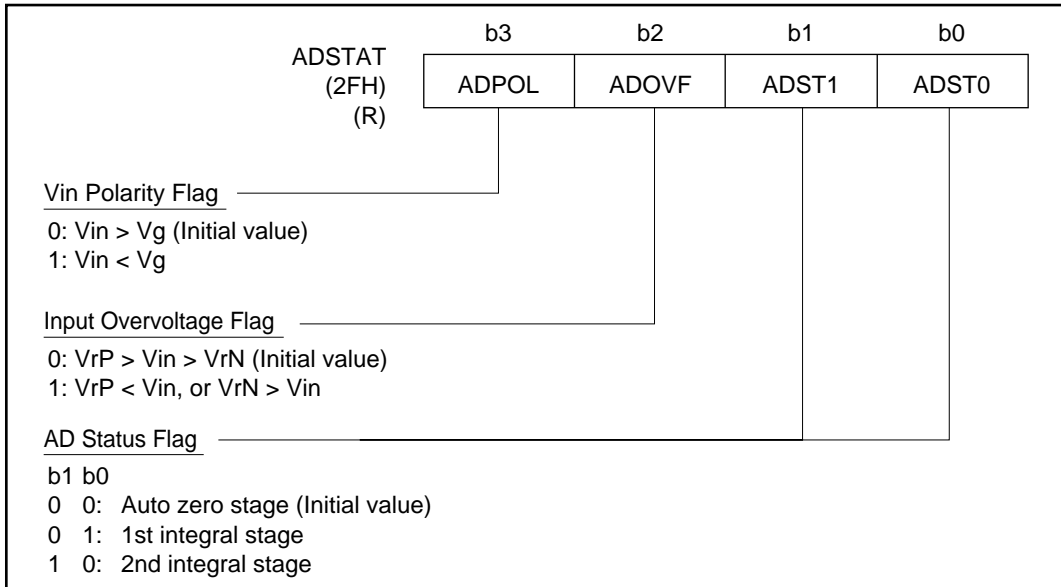 b3 b2 b1 b0
ADSTAT
(2FH)
(R)
ADPOL ADOVF ADST1 ADST0
Vin Polarity Flag
0: Vin > Vg (Initial value)
1: Vin < Vg
Input Overvoltage Flag
0: VrP > Vin > VrN (Initial value)
1: VrP < Vin, or VrN > Vin
AD Status Flag
b1 b0
0 0: Auto zero stage (Initial value)
0 1: 1st integral stage
1 0: 2nd integral stage